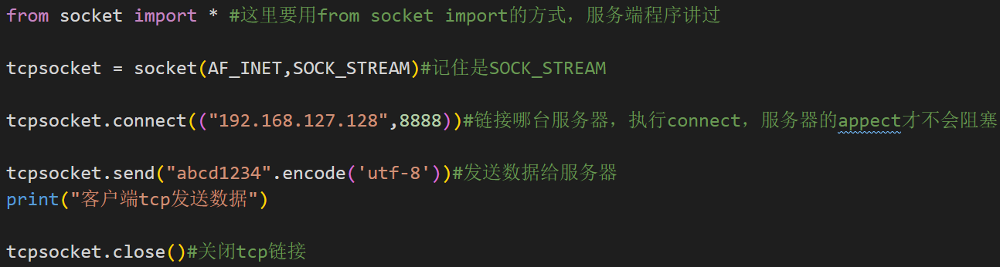 from socket import * #这里要用from socket import的方式，服务端程序讲过
tcpsocket = socket(AF_INET,SOCK_STREAM)#记住是SOCK_STREAM
tcpsocket.connect(("192.168.127.128",8888))#链接哪台服务器，执行connect，服务器的appect才不会阻塞
tcpsocket.send("abcd1234".encode('utf-8'))#发送数据给服务器
print("客户端tcp发送数据")
tcpsocket.close()#关闭tcp链接